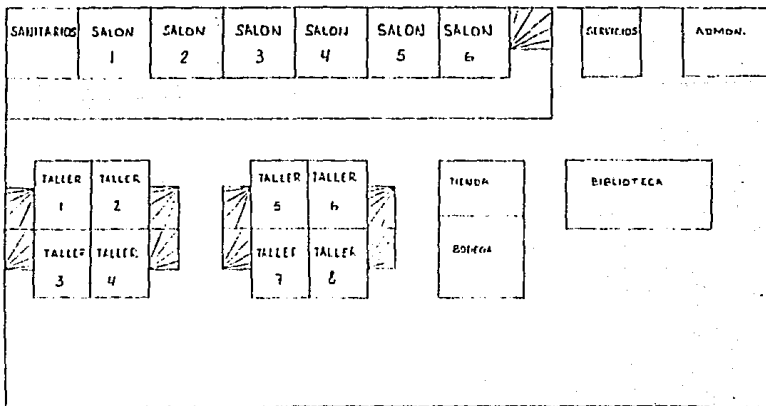 SANITARIOS
SALON
1
SALON
2
SALON
3
SALON
4
SALON
5
SALON
6
SERVICIOS
ADMON.
TALLER
1
TALLER
2
TALLER
3
TALLER
4
TALLER
5
TALLER
6
TALLER
7
TALLER
8
TIENDA
BODEGA
BIBLIOTECA